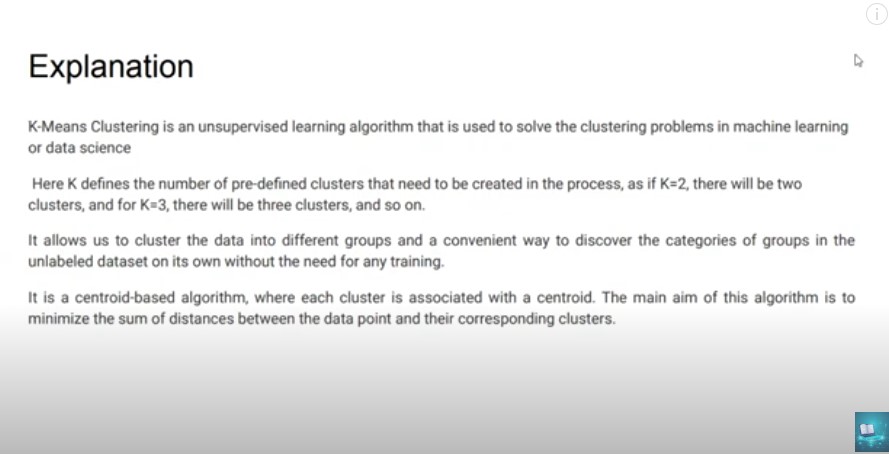 Explanation
K-Means Clustering is an unsupervised learning algorithm that is used to solve the clustering problems in machine learning
or data science
Here K defines the number of pre-defined clusters that need to be created in the process, as if K=2, there will be two
clusters, and for K=3, there will be three clusters, and so on.
It allows us to cluster the data into different groups and a convenient way to discover the categories of groups in the
unlabeled dataset on its own without the need for any training.
It is a centroid-based algorithm, where each cluster is associated with a centroid. The main aim of this algorithm is to
minimize the sum of distances between the data point and their corresponding clusters.